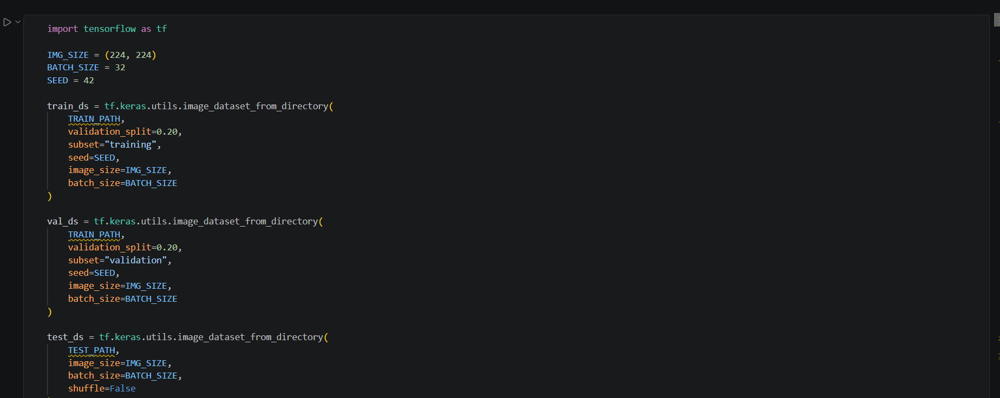 import tensorflow as tf
IMG_SIZE = (224, 224)
BATCH_SIZE = 32
SEED = 42
train_ds = tf.keras.utils.image_dataset_from_directory(
    TRAIN_PATH,
    validation_split=0.20,
    subset="training",
    seed=SEED,
    image_size=IMG_SIZE,
    batch_size=BATCH_SIZE
)
val_ds = tf.keras.utils.image_dataset_from_directory(
    TRAIN_PATH,
    validation_split=0.20,
    subset="validation",
    seed=SEED,
    image_size=IMG_SIZE,
    batch_size=BATCH_SIZE
)
test_ds = tf.keras.utils.image_dataset_from_directory(
    TEST_PATH,
    image_size=IMG_SIZE,
    batch_size=BATCH_SIZE,
    shuffle=False